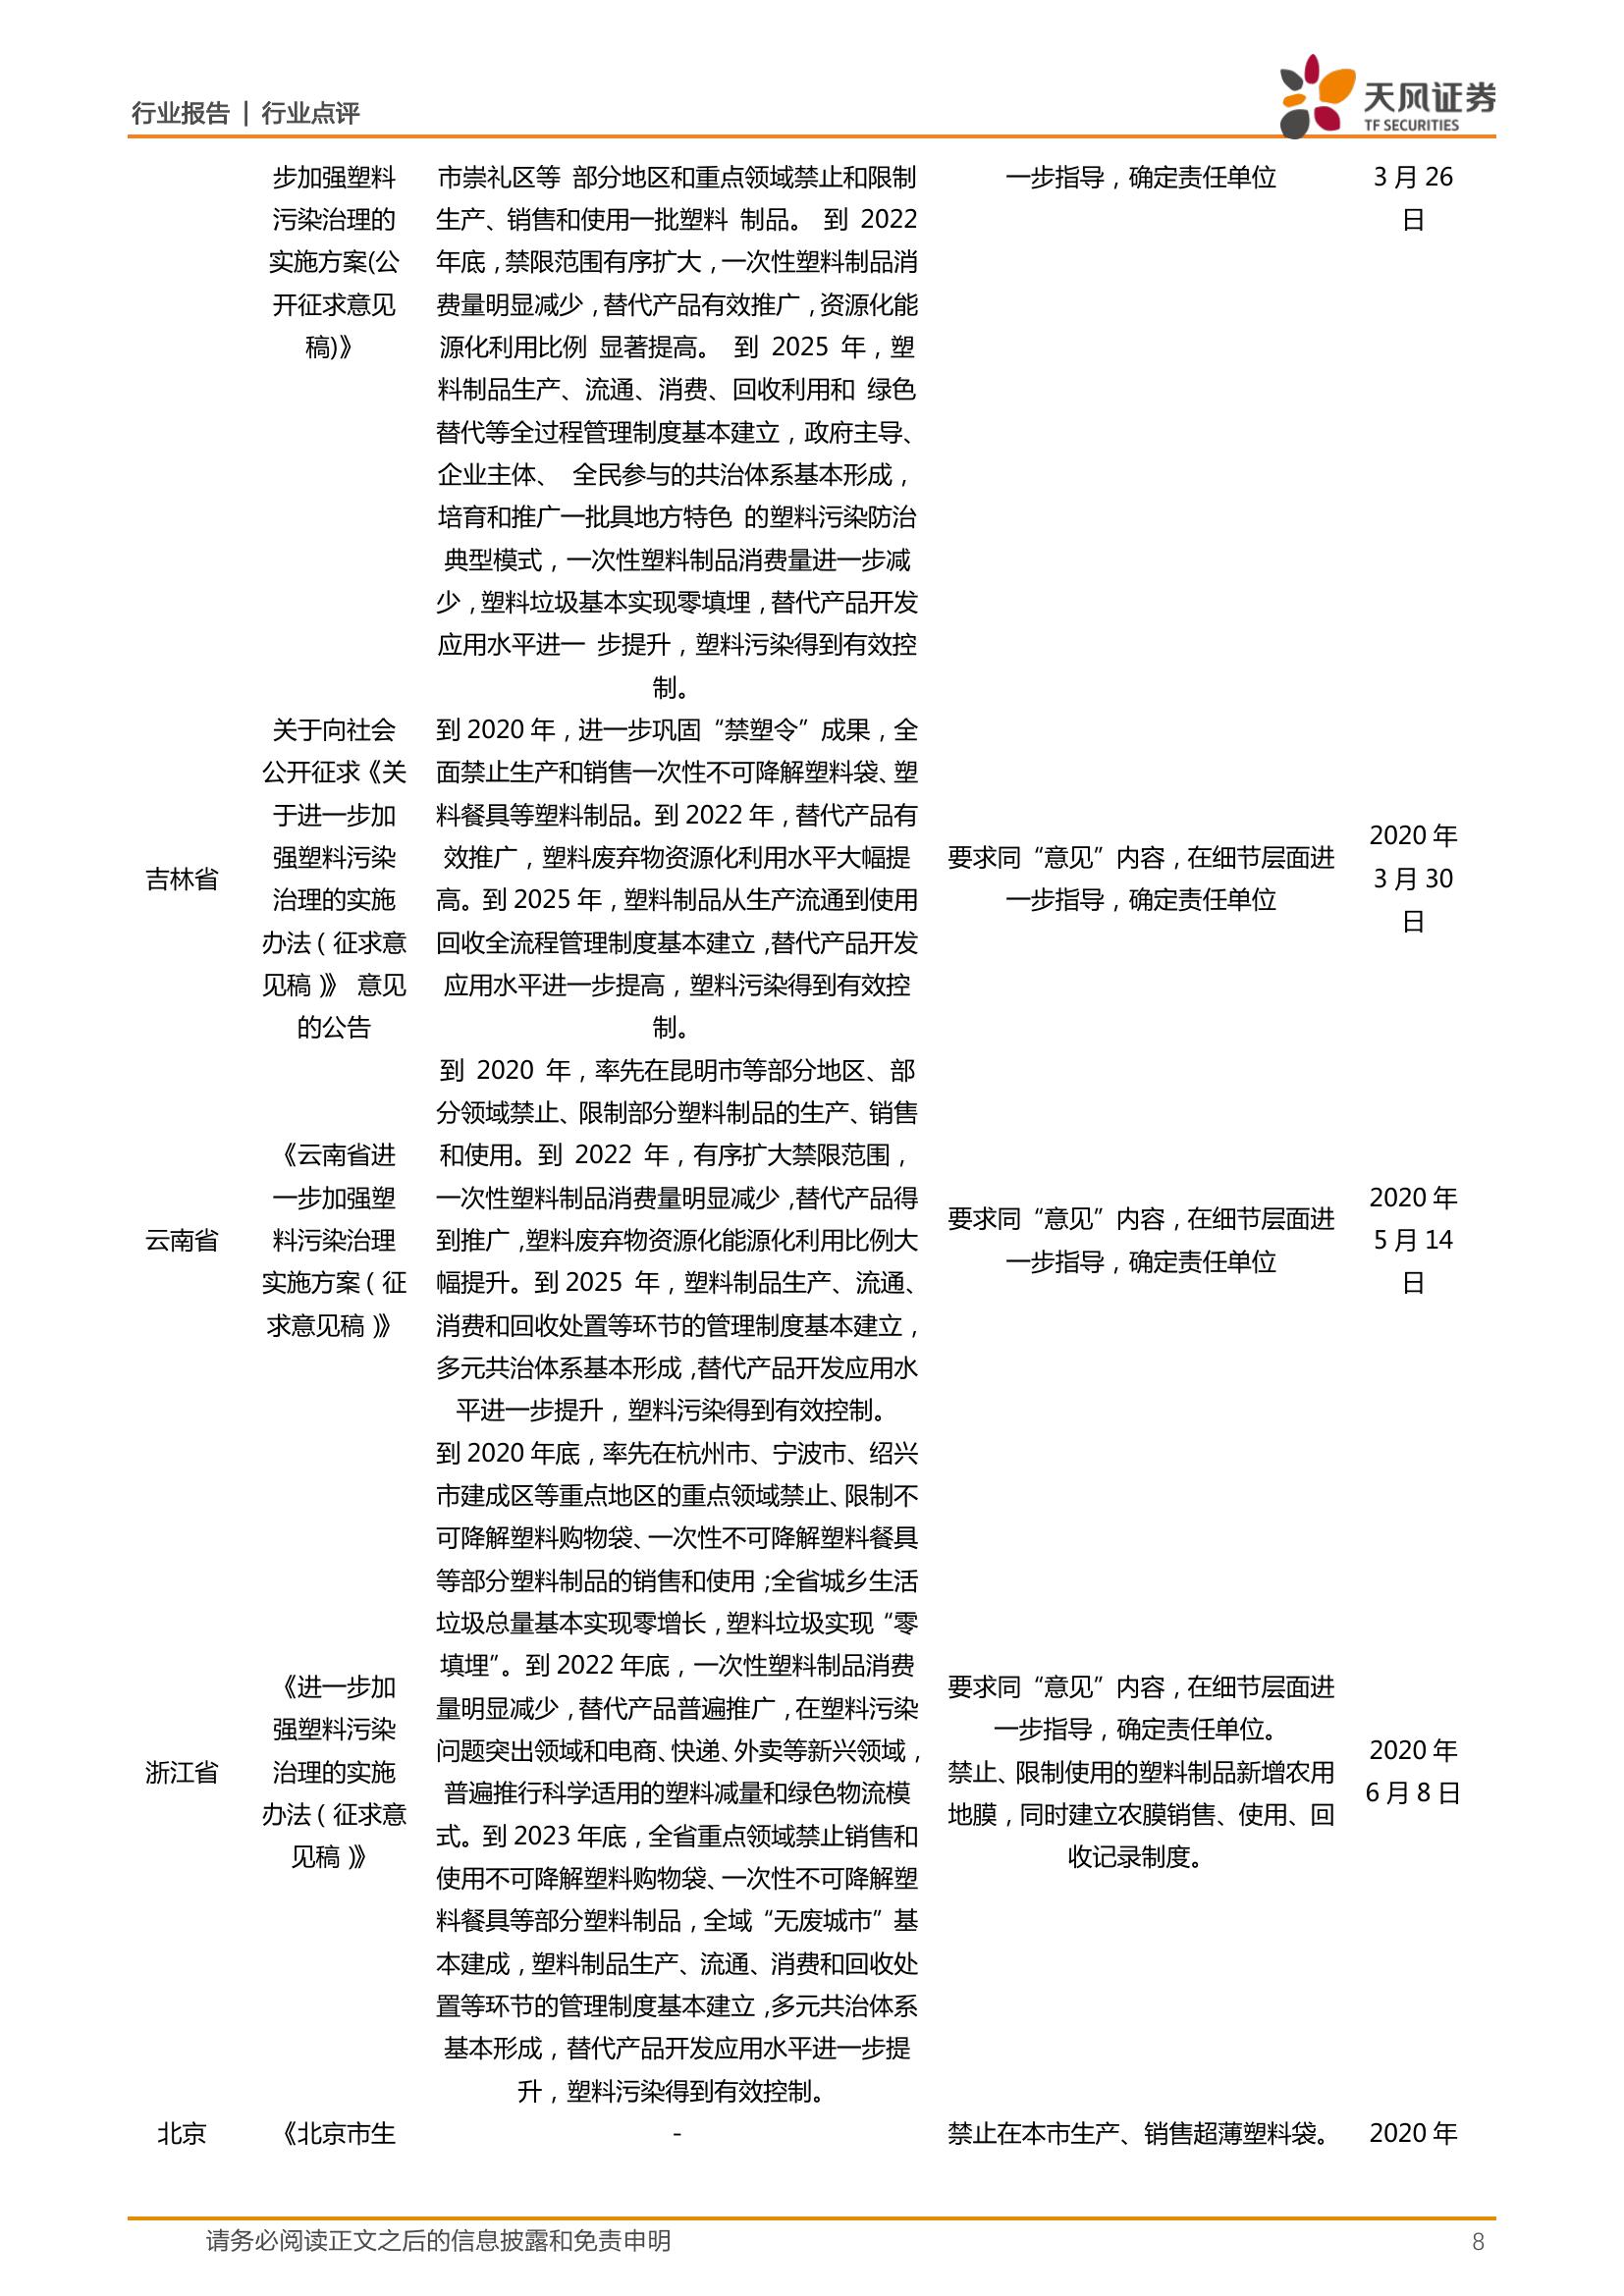 行业报告 | 行业点评
天风证券
TF SECURITIES
步加强塑料
污染治理的
实施方案(公
开征求意见
稿)》
市崇礼区等 部分地区和重点领域禁止和限制
生产、销售和使用一批塑料 制品。 到 2022
年底，禁限范围有序扩大，一次性塑料制品消
费量明显减少，替代产品有效推广，资源化能
源化利用比例 显著提高。 到 2025 年，塑
料制品生产、流通、消费、回收利用和 绿色
替代等全过程管理制度基本建立，政府主导、
企业主体、 全民参与的共治体系基本形成，
培育和推广一批具地方特色 的塑料污染防治
典型模式，一次性塑料制品消费量进一步减
少，塑料垃圾基本实现零填埋，替代产品开发
应用水平进一 步提升，塑料污染得到有效控
制。
一步指导，确定责任单位
3 月 26
日
吉林省
关于向社会
公开征求《关
于进一步加
强塑料污染
治理的实施
办法（征求意
见稿）》 意见
的公告
到 2020 年，进一步巩固“禁塑令”成果，全
面禁止生产和销售一次性不可降解塑料袋、塑
料餐具等塑料制品。到 2022 年，替代产品有
效推广，塑料废弃物资源化利用水平大幅提
高。到 2025 年，塑料制品从生产流通到使用
回收全流程管理制度基本建立，替代产品开发
应用水平进一步提高，塑料污染得到有效控
制。
要求同“意见”内容，在细节层面进
一步指导，确定责任单位
2020 年
3 月 30
日
云南省
《云南省进
一步加强塑
料污染治理
实施方案（征
求意见稿）》
到 2020 年，率先在昆明市等部分地区、部
分领域禁止、限制部分塑料制品的生产、销售
和使用。到 2022 年，有序扩大禁限范围，
一次性塑料制品消费量明显减少，替代产品得
到推广，塑料废弃物资源化能源化利用比例大
幅提升。到 2025 年，塑料制品生产、流通、
消费和回收处置等环节的管理制度基本建立，
多元共治体系基本形成，替代产品开发应用水
平进一步提升，塑料污染得到有效控制。
要求同“意见”内容，在细节层面进
一步指导，确定责任单位
2020 年
5 月 14
日
浙江省
《进一步加
强塑料污染
治理的实施
办法（征求意
见稿）》
到 2020 年底，率先在杭州市、宁波市、绍兴
市建成区等重点地区的重点领域禁止、限制不
可降解塑料购物袋、一次性不可降解塑料餐具
等部分塑料制品的销售和使用；全省城乡生活
垃圾总量基本实现零增长，塑料垃圾实现“零
填埋”。到 2022 年底，一次性塑料制品消费
量明显减少，替代产品普遍推广，在塑料污染
问题突出领域和电商、快递、外卖等新兴领域，
普遍推行科学适用的塑料减量和绿色物流模
式。到 2023 年底，全省重点领域禁止销售和
使用不可降解塑料购物袋、一次性不可降解塑
料餐具等部分塑料制品，全域“无废城市”基
本建成，塑料制品生产、流通、消费和回收处
置等环节的管理制度基本建立，多元共治体系
基本形成，替代产品开发应用水平进一步提
升，塑料污染得到有效控制。
要求同“意见”内容，在细节层面进
一步指导，确定责任单位。
禁止、限制使用的塑料制品新增农用
地膜，同时建立农膜销售、使用、回
收记录制度。
2020 年
6 月 8 日
北京
《北京市生
-
禁止在本市生产、销售超薄塑料袋。
2020 年
请务必阅读正文之后的信息披露和免责申明
8